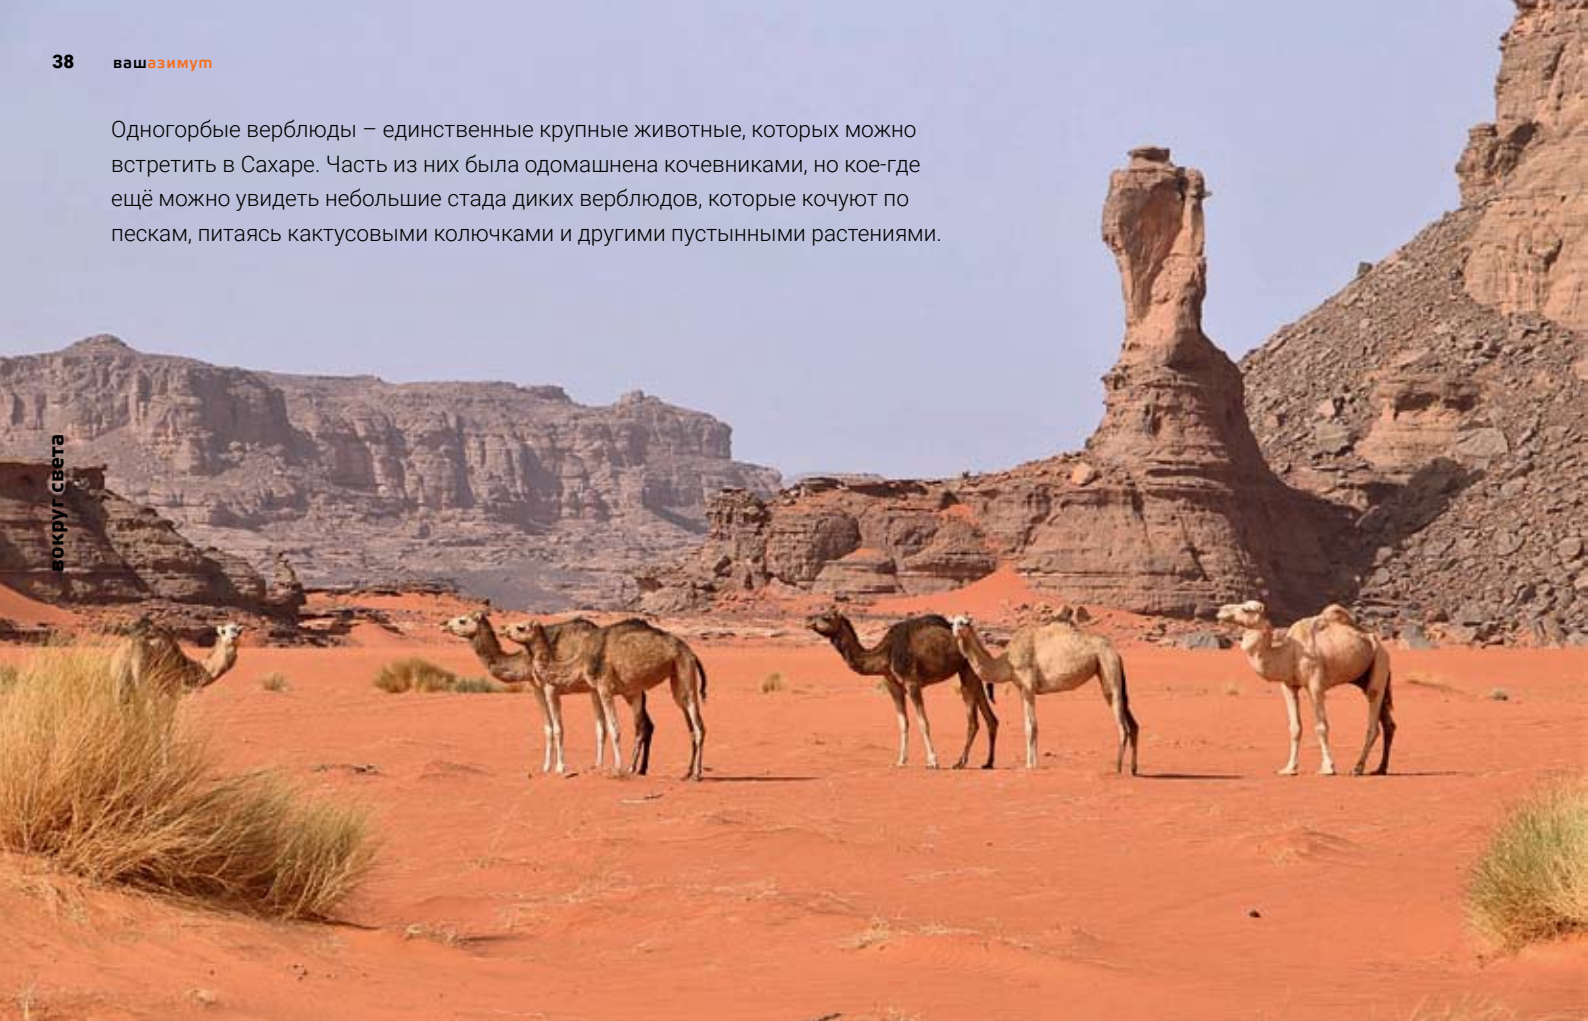 38 вашазимут
Одногорбые верблюды – единственные крупные животные, которых можно
встретить в Сахаре. Часть из них была одомашнена кочевниками, но кое-где
ещё можно увидеть небольшие стада диких верблюдов, которые кочуют по
пескам, питаясь кактусовыми колючками и другими пустынными растениями.
вокруг света